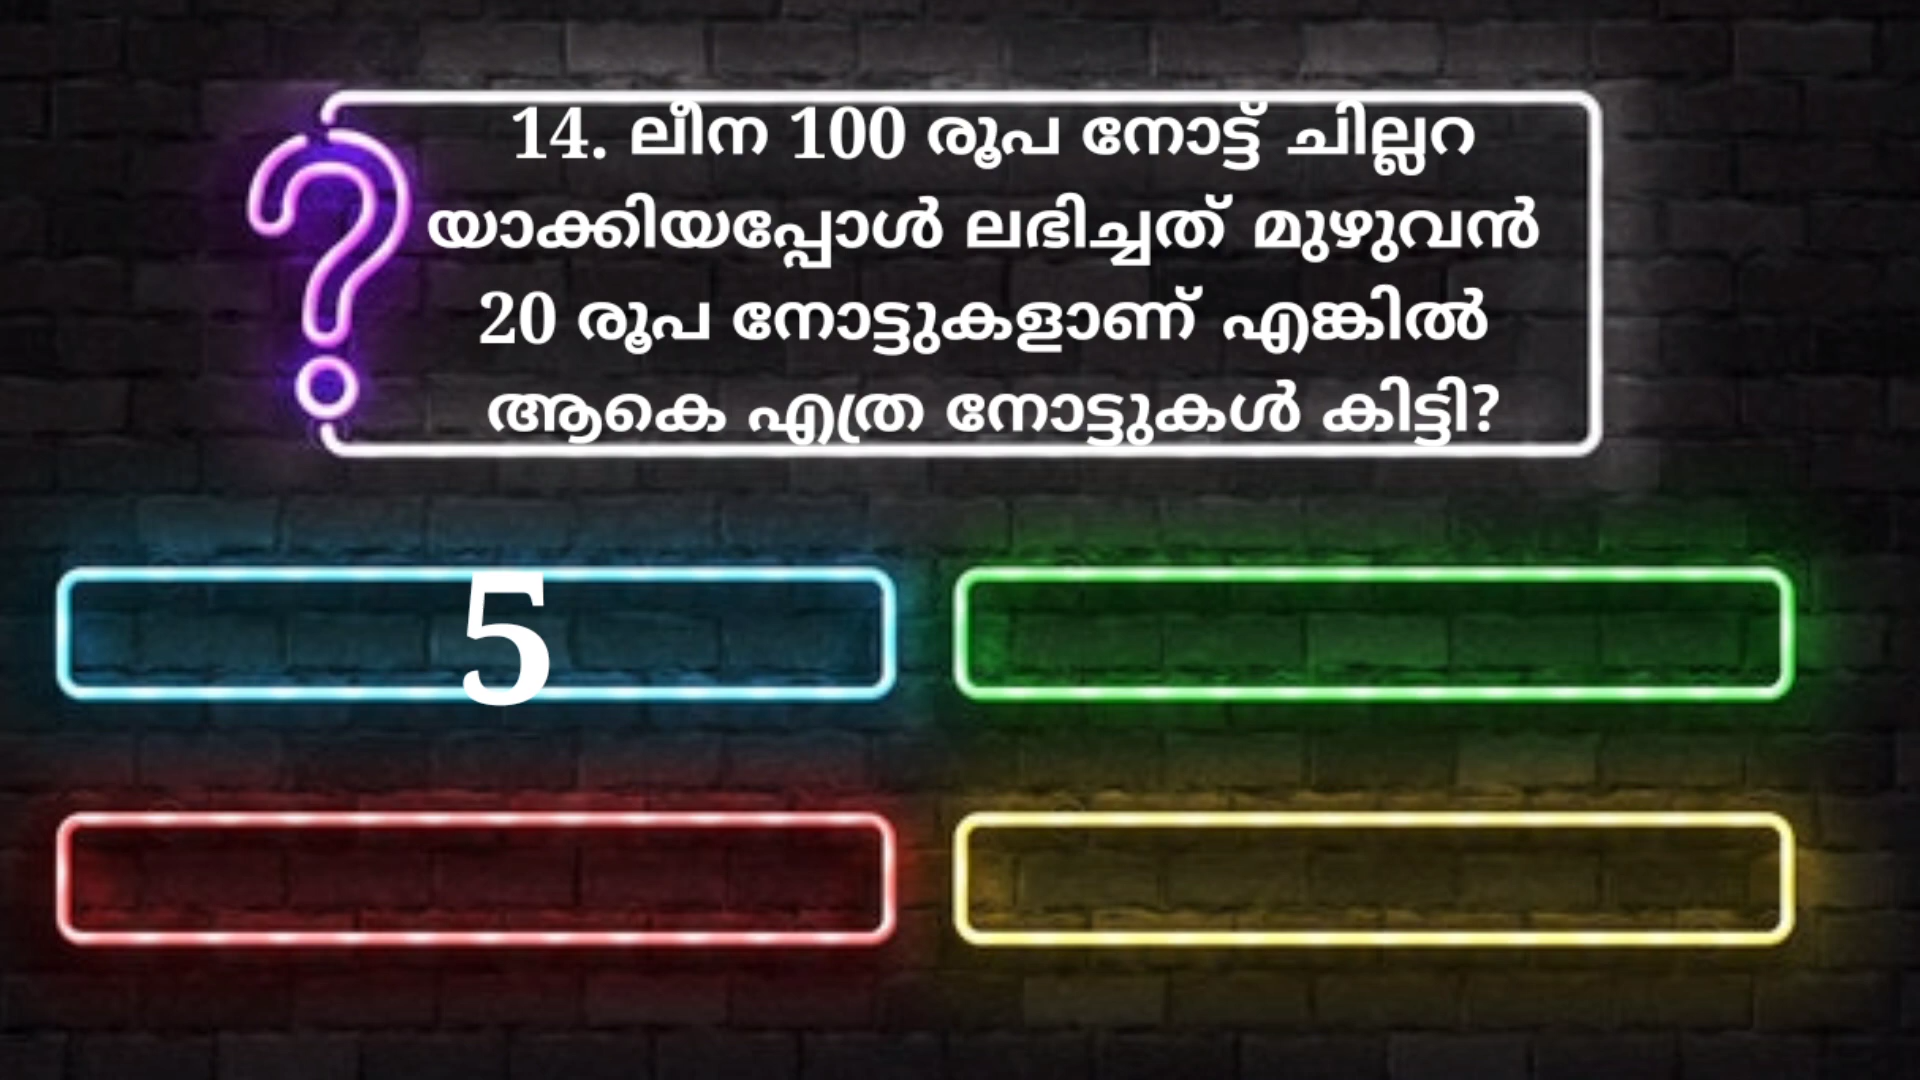 14. ലീന 100 രൂപ നോട്ട് ചില്ലറ
യാക്കിയപ്പോൾ ലഭിച്ചത് മുഴുവൻ
20 രൂപ നോട്ടുകളാണ് എങ്കിൽ
ആകെ എത്ര നോട്ടുകൾ കിട്ടി?
5